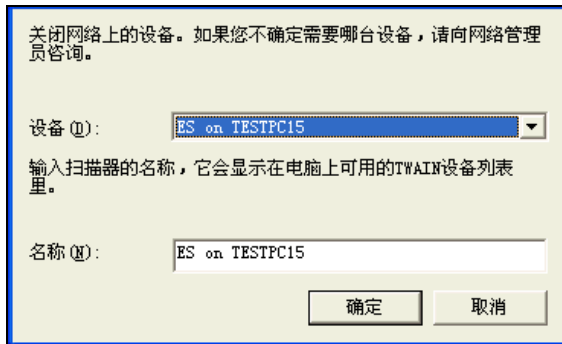 关闭网络上的设备。如果您不确定需要哪台设备，请向网络管理
员咨询。
设备(D)： ES on TESTPC15
输入扫描器的名称，它会显示在电脑上可用的TWAIN设备列表
里。
名称(N)： ES on TESTPC15
确定 取消